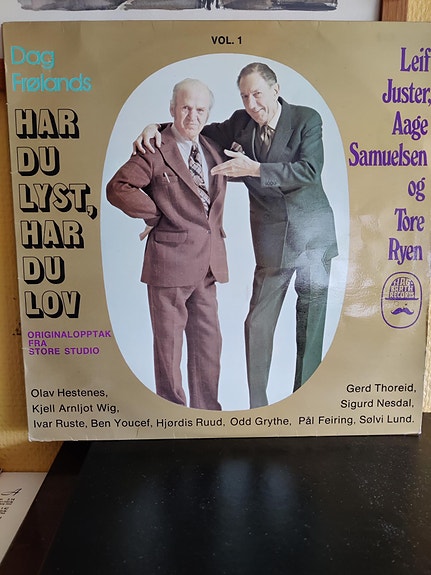 VOL. 1
Dag
Frølands
HAR
DU
LYST,
HAR
DU
LOV
ORIGINALOPPTAK
FRA
STORE STUDIO
Leif
Juster,
Aage
Samuelsen
og
Tore
Ryen
RECORDS
Olav Hestenes,
Kjell Arnljot Wig,
Gerd Thoreid,
Sigurd Nesdal,
Ivar Ruste, Ben Youcef, Hjørdis Ruud, Odd Grythe, Pål Feiring, Sølvi Lund.